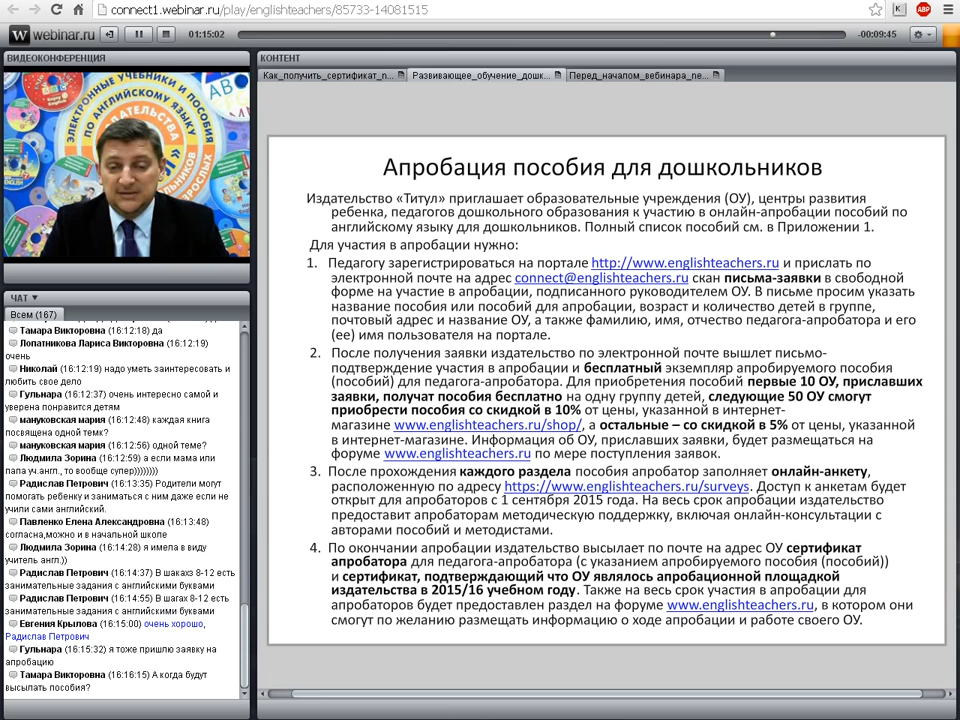 connect1.webinar.ru/play/englishteachers/85733-14081515
webinar.ru
01:15:02
-00:09:45
ВИДЕОКОНФЕРЕНЦИЯ
ЭЛЕКТРОННЫЕ УЧЕБНИКИ И ПОСОБИЯ
ПО АНГЛИЙСКОМУ ЯЗЫКУ
ИЗДАТЕЛЬСТВА
ЧАТ
Всем (167)
Тамара Викторовна (16:12:18) да
Лопатникова Лариса Викторовна (16:12:19)
очень
Николай (16:12:19) надо уметь заинтересовать и
любить свое дело
Гульнара (16:12:37) очень интересно самой и
уверена понравится детям
мануковская мария (16:12:48) каждая книга
посвящена одной темк?
мануковская мария (16:12:56) одной теме?
Людмила Зорина (16:12:59) а если мама или
папа уч.англ., то вообще супер))))))))
Радислав Петрович (16:13:35) Родители могут
помогать ребенку и заниматься с ним даже если не
учили сами английский.
Павленко Елена Александровна (16:13:48)
согласна,можно и в начальной школе
Людмила Зорина (16:14:28) я имела в виду
учитель англ.))
Радислав Петрович (16:14:37) В шакахз 8-12 есть
занимательные задания с английскими буквами
Радислав Петрович (16:14:55) В шагах 8-12 есть
занимательные задания с английскими буквами
Евгения Крылова (16:15:00) очень хорошо,
Радислав Петрович
Гульнара (16:15:32) я тоже пришлю заявку на
апробацию
Тамара Викторовна (16:16:15) А когда будут
высылать пособия?
КОНТЕНТ
Как_получить_сертификат_п... Развивающее_обучение_дошк... Перед_началом_вебинара_пе...
Апробация пособия для дошкольников
Издательство «Титул» приглашает образовательные учреждения (ОУ), центры развития
ребенка, педагогов дошкольного образования к участию в онлайн-апробации пособий по
английскому языку для дошкольников. Полный список пособий см. в Приложении 1.
Для участия в апробации нужно:
1. Педагогу зарегистрироваться на портале http://www.englishteachers.ru и прислать по
электронной почте на адрес connect@englishteachers.ru скан письма-заявки в свободной
форме на участие в апробации, подписанного руководителем ОУ. В письме просим указать
название пособия или пособий для апробации, возраст и количество детей в группе,
почтовый адрес и название ОУ, а также фамилию, имя, отчество педагога-апробатора и его
(ее) имя пользователя на портале.
2. После получения заявки издательство по электронной почте вышлет письмо-
подтверждение участия в апробации и бесплатный экземпляр апробируемого пособия
(пособий) для педагога-апробатора. Для приобретения пособий первые 10 ОУ, приславших
заявки, получат пособия бесплатно на одну группу детей, следующие 50 ОУ смогут
приобрести пособия со скидкой в 10% от цены, указанной в интернет-
магазине www.englishteachers.ru/shop/, а остальные – со скидкой в 5% от цены, указанной
в интернет-магазине. Информация об ОУ, приславших заявки, будет размещаться на
форуме www.englishteachers.ru по мере поступления заявок.
3. После прохождения каждого раздела пособия апробатор заполняет онлайн-анкету,
расположенную по адресу https://www.englishteachers.ru/surveys. Доступ к анкетам будет
открыт для апробаторов с 1 сентября 2015 года. На весь срок апробации издательство
предоставит апробаторам методическую поддержку, включая онлайн-консультации с
авторами пособий и методистами.
4. По окончании апробации издательство высылает по почте на адрес ОУ сертификат
апробатора для педагога-апробатора (с указанием апробируемого пособия (пособий))
и сертификат, подтверждающий что ОУ являлось апробационной площадкой
издательства в 2015/16 учебном году. Также на весь срок участия в апробации для
апробаторов будет предоставлен раздел на форуме www.englishteachers.ru, в котором они
смогут по желанию размещать информацию о ходе апробации и работе своего ОУ.